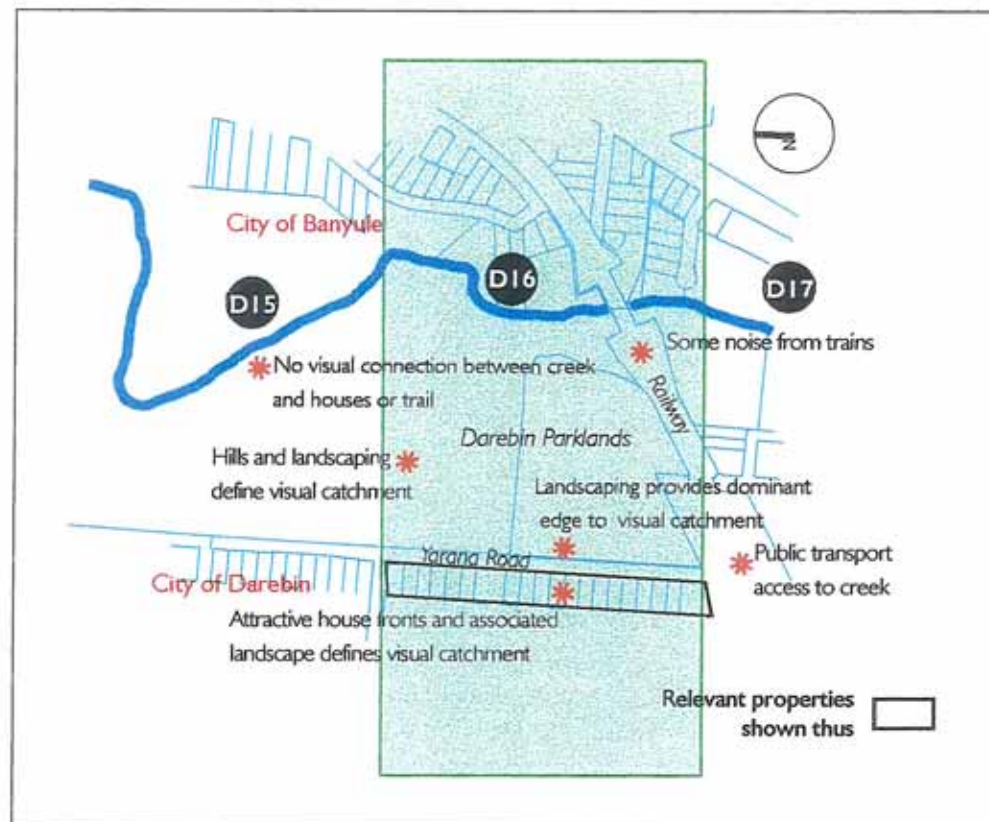 N
City of Banyule
D15
D16
D17
Some noise from trains
No visual connection between creek
and houses or trail
Railway
Darebin Parklands
Hills and landscaping
define visual catchment
Landscaping provides dominant
edge to visual catchment
Yarana Road
Public transport
access to creek
City of Darebin
Attractive house fronts and associated
landscape defines visual catchment
Relevant properties
shown thus